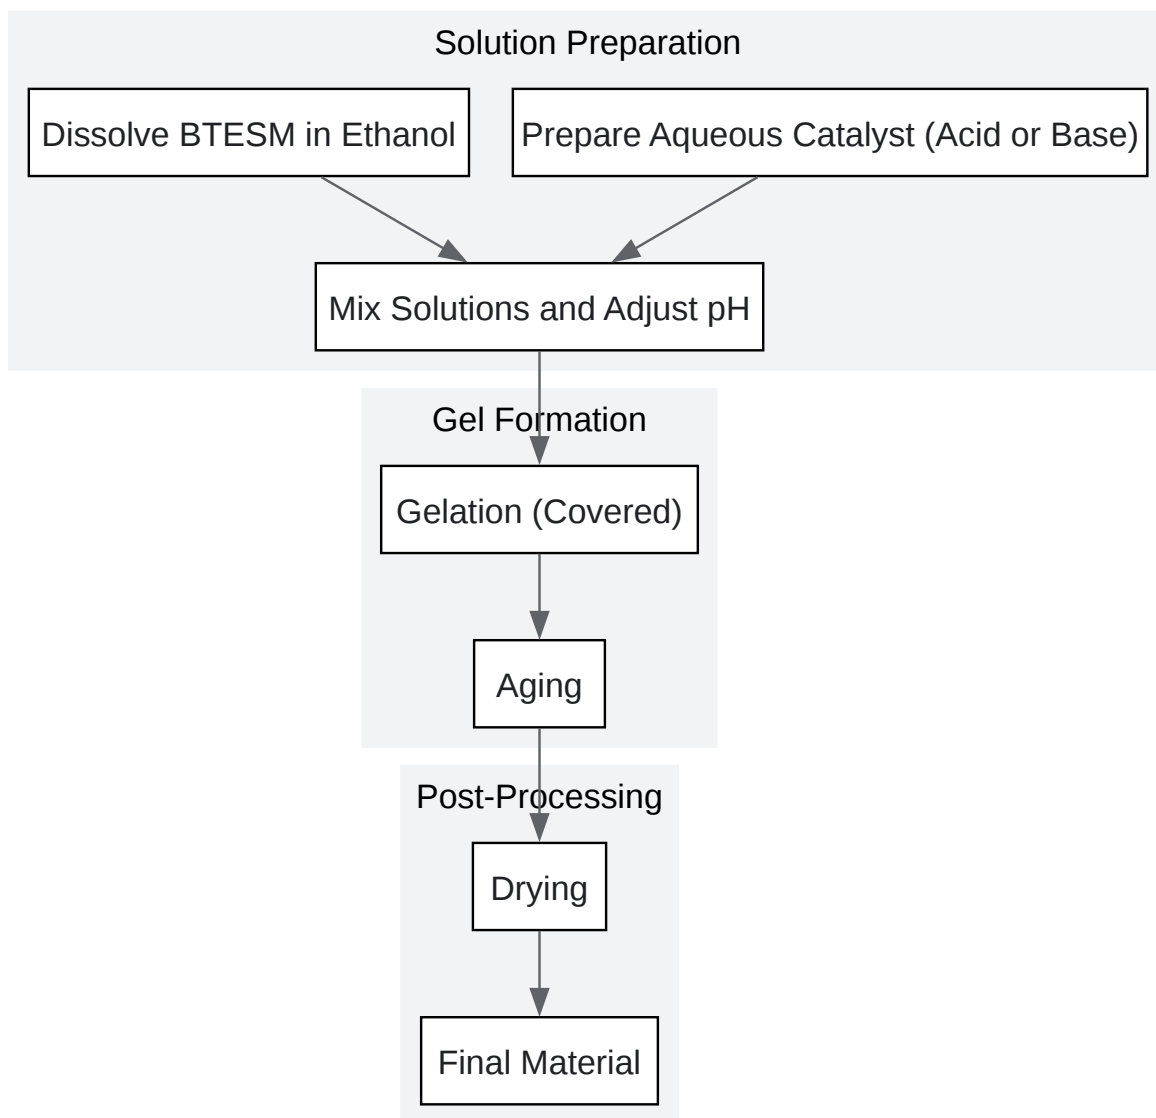 Solution Preparation
Dissolve BTESM in Ethanol
Prepare Aqueous Catalyst (Acid or Base)
Mix Solutions and Adjust pH
Gel Formation
Gelation (Covered)
Aging
Post-Processing
Drying
Final Material